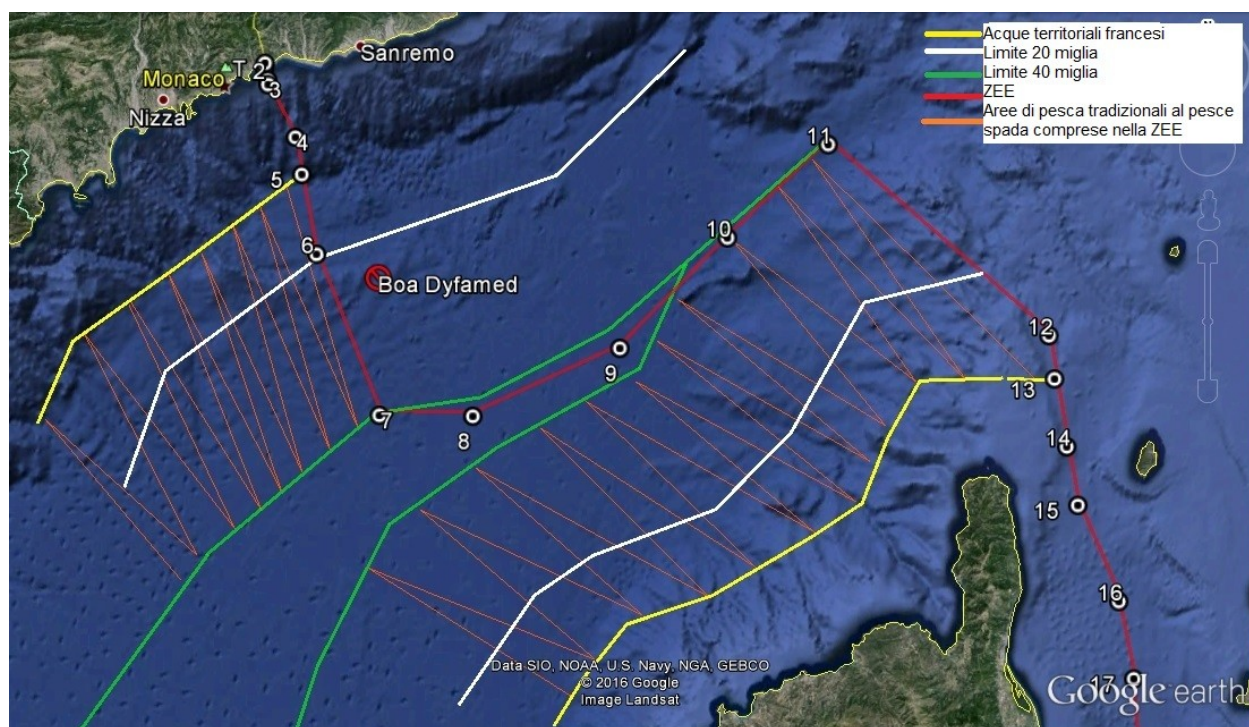 Acque territoriali francesi
Limite 20 miglia
Limite 40 miglia
ZEE
Aree di pesca tradizionali al pesce
spada comprese nella ZEE
Sanremo
T 2
Monaco
3
Nizza
4
5
6
Boa Dyfamed
7
8
9
10
11
12
13
14
15
16
17
Data SIO, NOAA, U.S. Navy, NGA, GEBCO
© 2016 Google
Image Landsat
Google earth